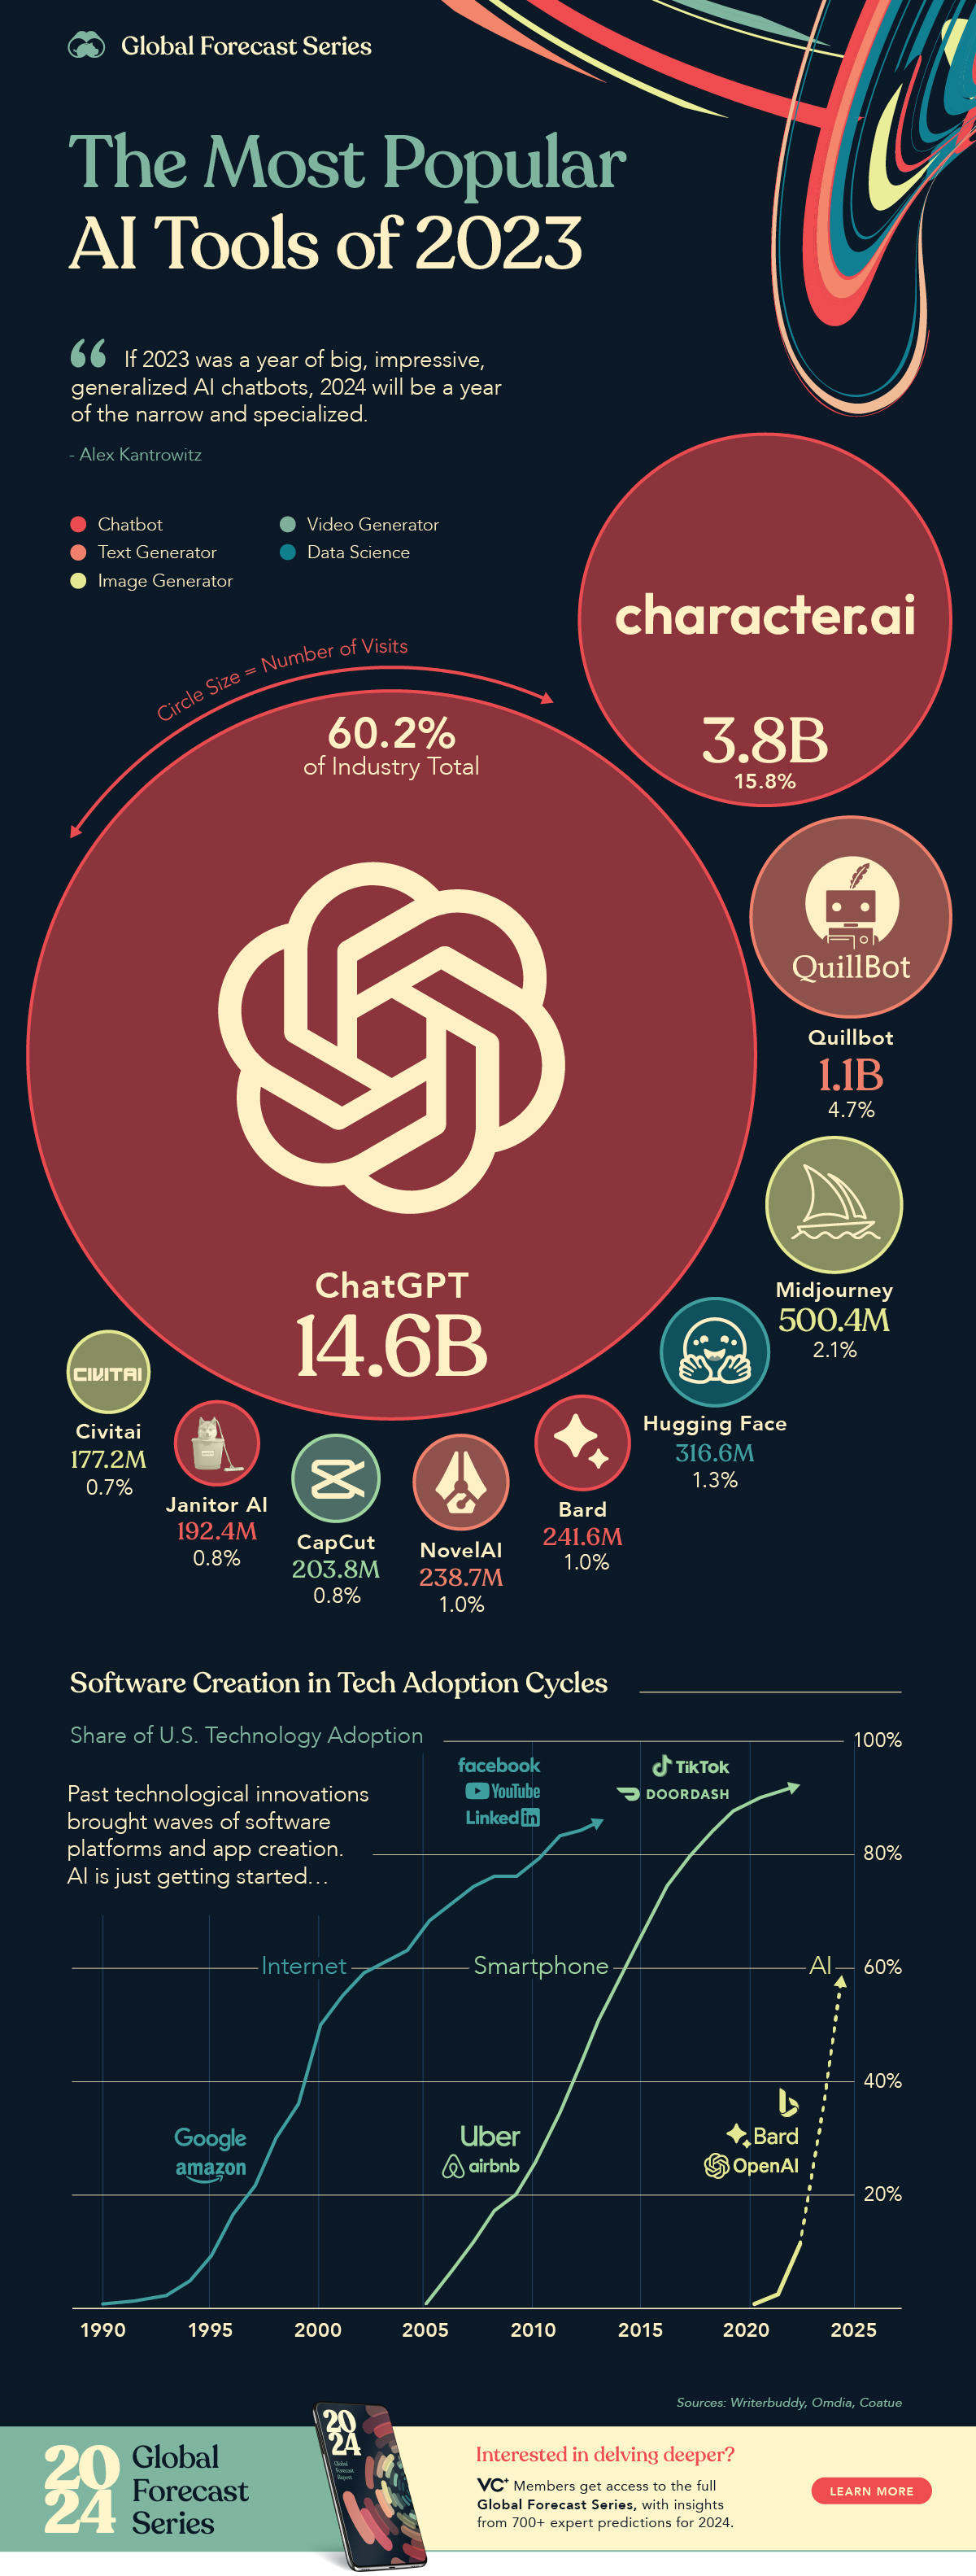 Global Forecast Series
The Most Popular
AI Tools of 2023
“ If 2023 was a year of big, impressive,
generalized AI chatbots, 2024 will be a year
of the narrow and specialized.
- Alex Kantrowitz
Chatbot
Text Generator
Image Generator
Video Generator
Data Science
character.ai
3.8B
15.8%
Circle Size = Number of Visits
60.2%
of Industry Total
ChatGPT
14.6B
QuillBot
Quillbot
1.1B
4.7%
Midjourney
500.4M
2.1%
Hugging Face
316.6M
1.3%
Bard
241.6M
1.0%
NovelAI
238.7M
1.0%
CapCut
203.8M
0.8%
Janitor AI
192.4M
0.8%
CIVITAI
Civitai
177.2M
0.7%
Software Creation in Tech Adoption Cycles
Share of U.S. Technology Adoption
Past technological innovations
brought waves of software
platforms and app creation.
AI is just getting started...
100%
80%
60%
40%
20%
facebook
YouTube
Linked in
TikTok
DOORDASH
Internet
Smartphone
AI
Google
amazon
Uber
airbnb
b
Bard
OpenAI
1990
1995
2000
2005
2010
2015
2020
2025
Sources: Writerbuddy, Omdia, Coatue
2024
Global
Forecast
Series
20
24
Global
Forecast
Report
Interested in delving deeper?
VC+ Members get access to the full
Global Forecast Series, with insights
from 700+ expert predictions for 2024.
LEARN MORE